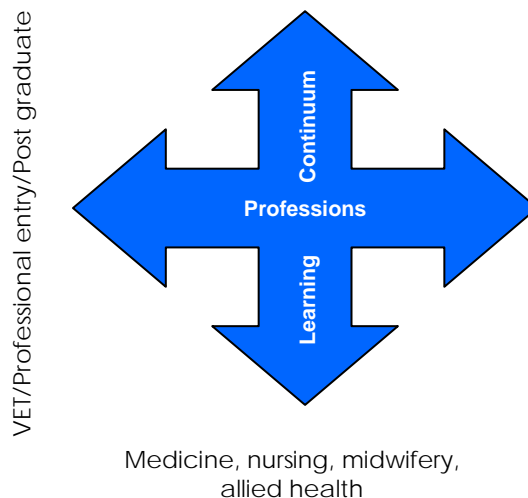 VET/Professional entry/Post graduate
Continuum
Professions
Learning
Medicine, nursing, midwifery,
allied health